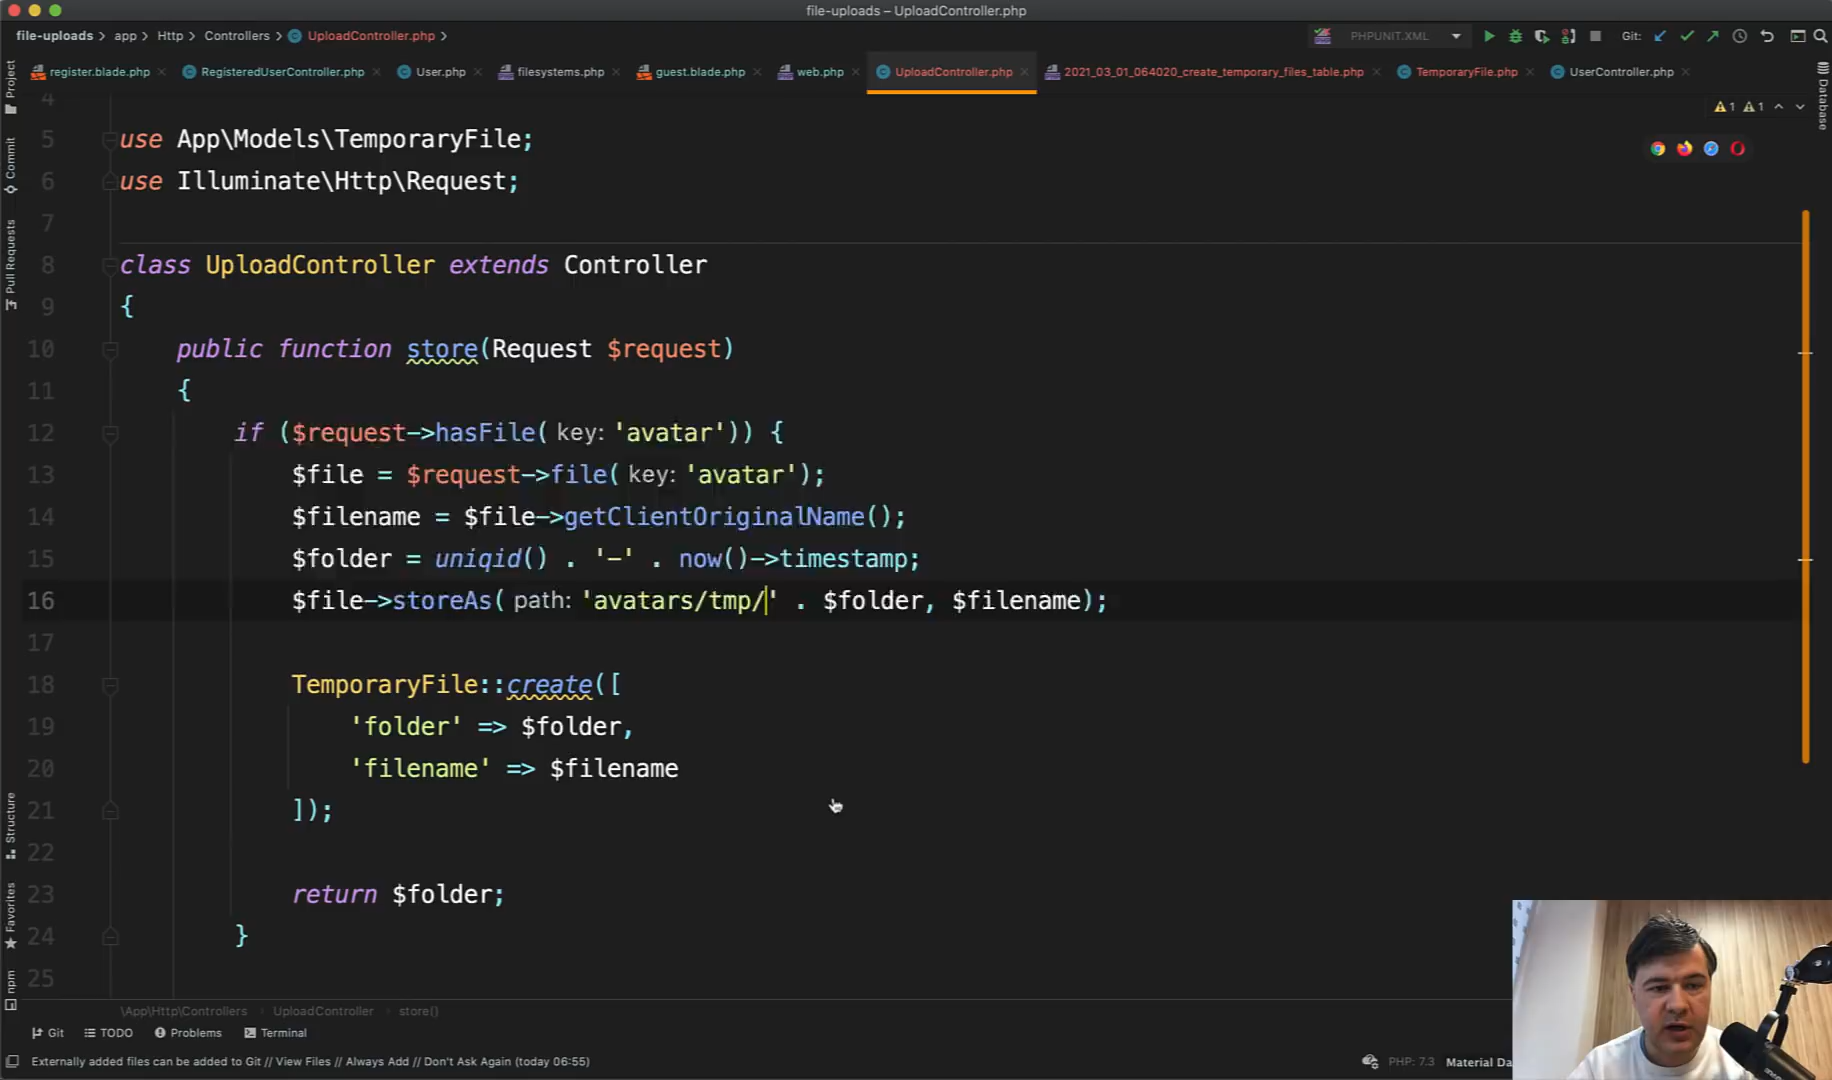 file-uploads – UploadController.php
file-uploads app Http Controllers UploadController.php
PHPUNIT.XML Git:
register.blade.php RegisteredUserController.php User.php filesystems.php guest.blade.php web.php UploadController.php 2021_03_01_064020_create_temporary_files_table.php TemporaryFile.php UserController.php
Project
Commit
Pull Requests
Structure
Favorites
npm
Database
1 1
4
5 use App\Models\TemporaryFile;
6 use Illuminate\Http\Request;
7
8 class UploadController extends Controller
9 {
10 public function store(Request $request)
11 {
12 if ($request->hasFile( key: 'avatar')) {
13 $file = $request->file( key: 'avatar');
14 $filename = $file->getClientOriginalName();
15 $folder = uniqid() . '-' . now()->timestamp;
16 $file->storeAs( path: 'avatars/tmp/' . $folder, $filename);
17
18 TemporaryFile::create([
19 'folder' => $folder,
20 'filename' => $filename
21 ]);
22
23 return $folder;
24 }
25
\App\Http\Controllers UploadController store()
Git TODO Problems Terminal
Externally added files can be added to Git // View Files // Always Add // Don't Ask Again (today 06:55)
PHP: 7.3 Material Da